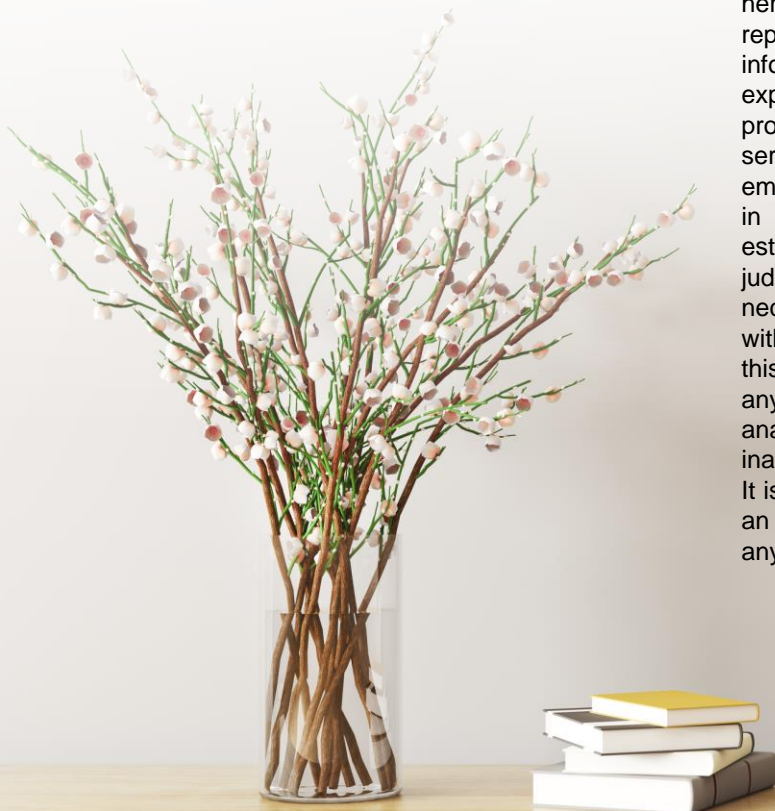 rep
info
exp
pro
ser
em
in
est
jud
nec
with
this
any
ana
ina
It is
an
any